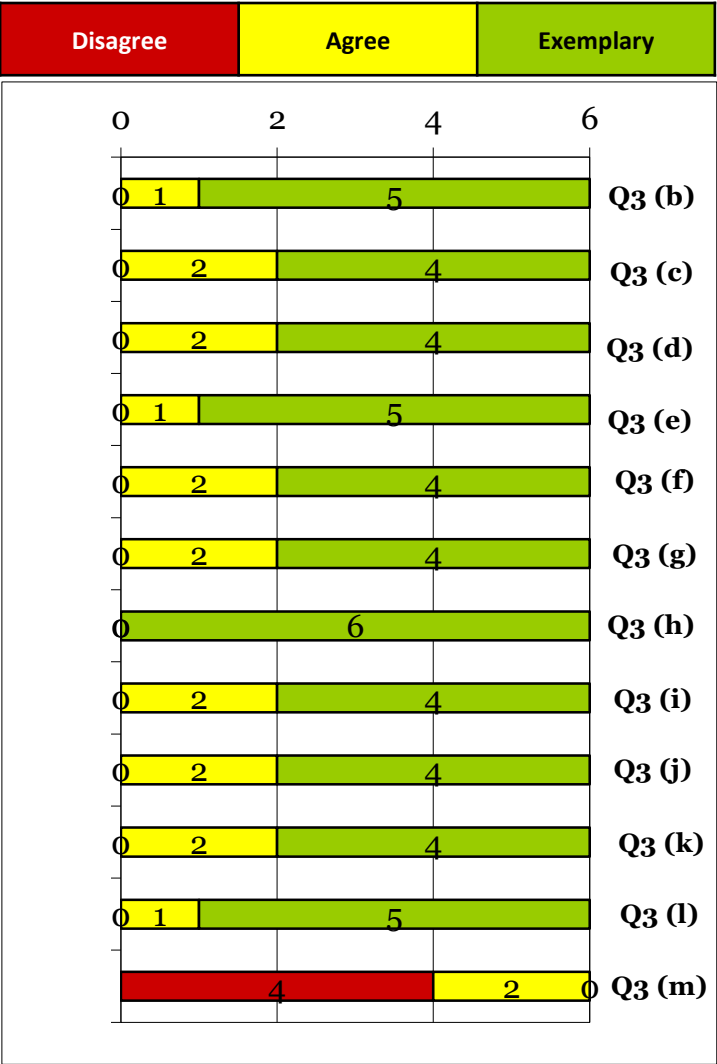 Disagree Agree Exemplary
0 2 4 6
0 1 5 Q3 (b)
0 2 4 Q3 (c)
0 2 4 Q3 (d)
0 1 5 Q3 (e)
0 2 4 Q3 (f)
0 2 4 Q3 (g)
0 6 Q3 (h)
0 2 4 Q3 (i)
0 2 4 Q3 (j)
0 2 4 Q3 (k)
0 1 5 Q3 (l)
4 2 0 Q3 (m)